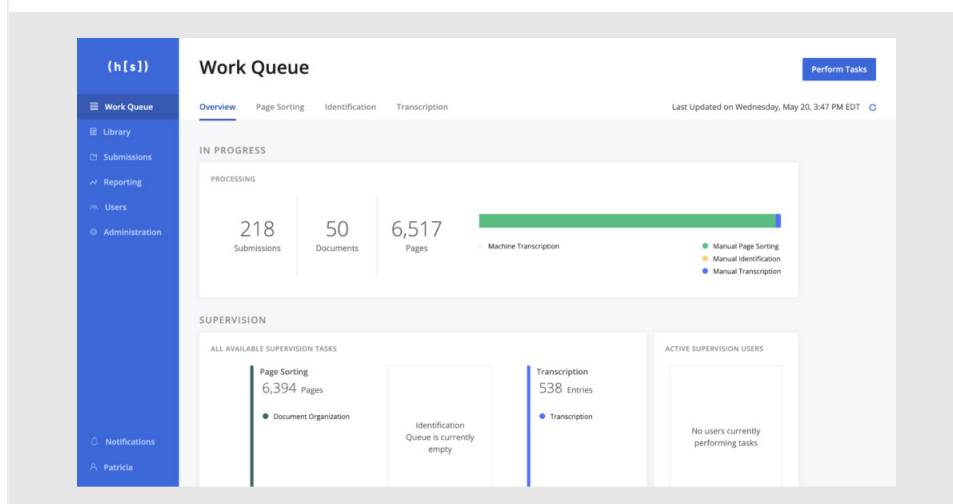 (h[s])
Work Queue
Library
Submissions
Reporting
Users
Administration
Notifications
Patricia
Work Queue
Perform Tasks
Overview Page Sorting Identification Transcription
Last Updated on Wednesday, May 20, 3:47 PM EDT
IN PROGRESS
PROCESSING
218
Submissions
50
Documents
6,517
Pages
Machine Transcription
Manual Page Sorting
Manual Identification
Manual Transcription
SUPERVISION
ALL AVAILABLE SUPERVISION TASKS
Page Sorting
6,394 Pages
Document Organization
Identification
Queue is currently
empty
Transcription
538 Entries
Transcription
ACTIVE SUPERVISION USERS
No users currently
performing tasks